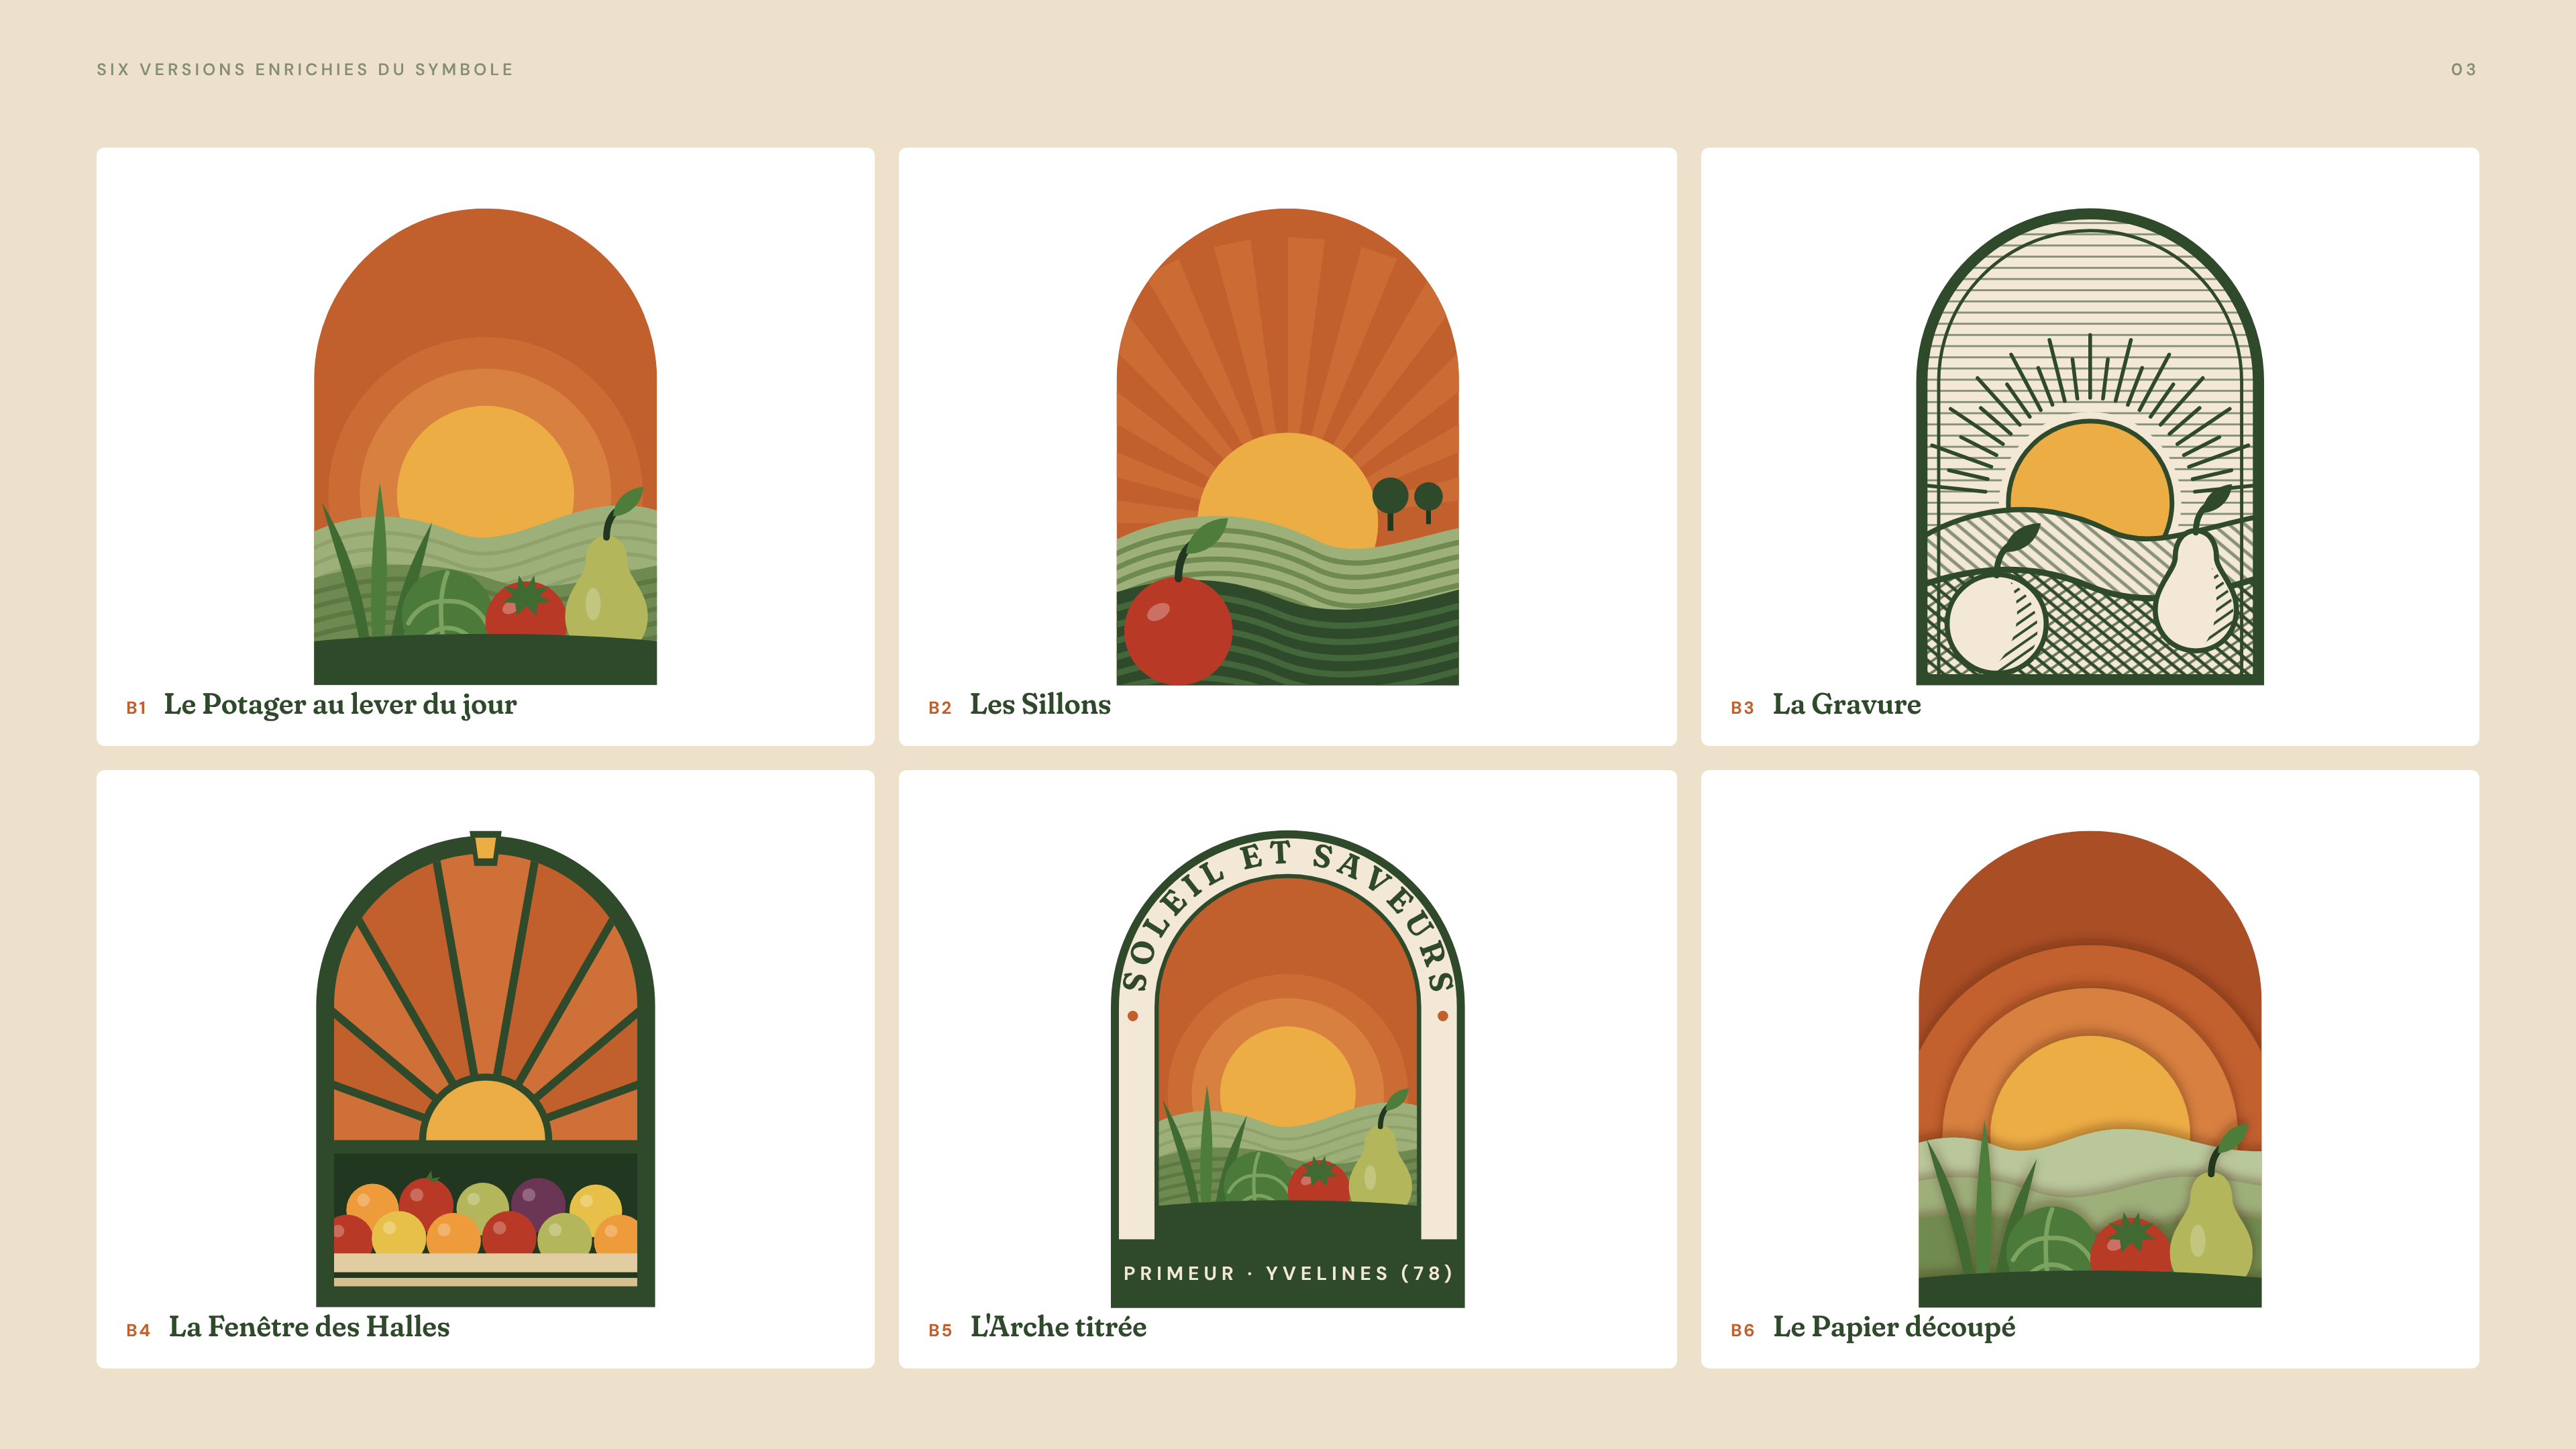 SIX VERSIONS ENRICHIES DU SYMBOLE
03
B1 Le Potager au lever du jour
B2 Les Sillons
B3 La Gravure
SOLEIL ET SAVEURS
PRIMEUR · YVELINES (78)
B4 La Fenêtre des Halles
B5 L'Arche titrée
B6 Le Papier découpé